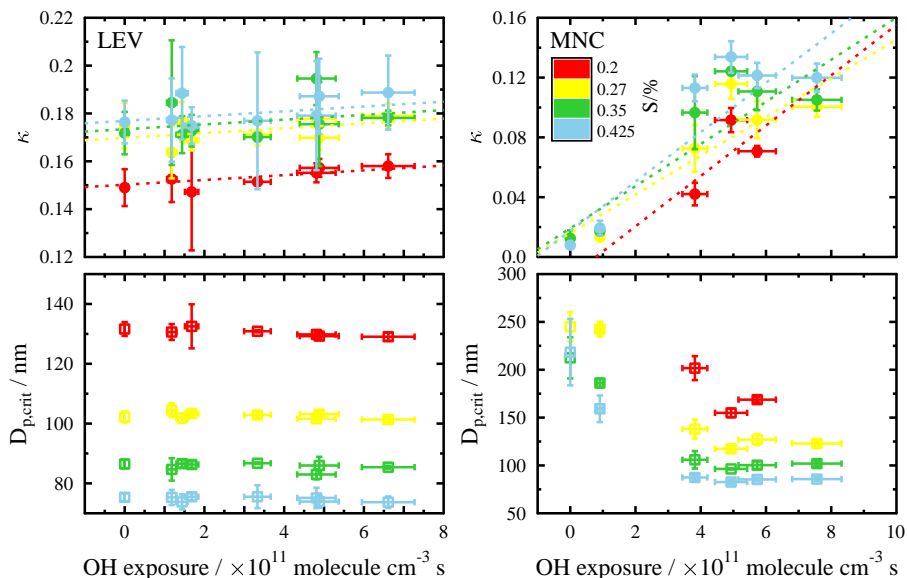 LEV
MNC
0.22
0.2
0.18
0.16
0.14
0.12
κ
0.16
0.12
0.08
0.04
0.0
κ
0.2
0.27
0.35
0.425
S/%
140
120
100
80
D_p,crit / nm
300
250
200
150
100
50
D_p,crit / nm
0 2 4 6 8
0 2 4 6 8 10
OH exposure / ×10^11 molecule cm^-3 s
OH exposure / ×10^11 molecule cm^-3 s